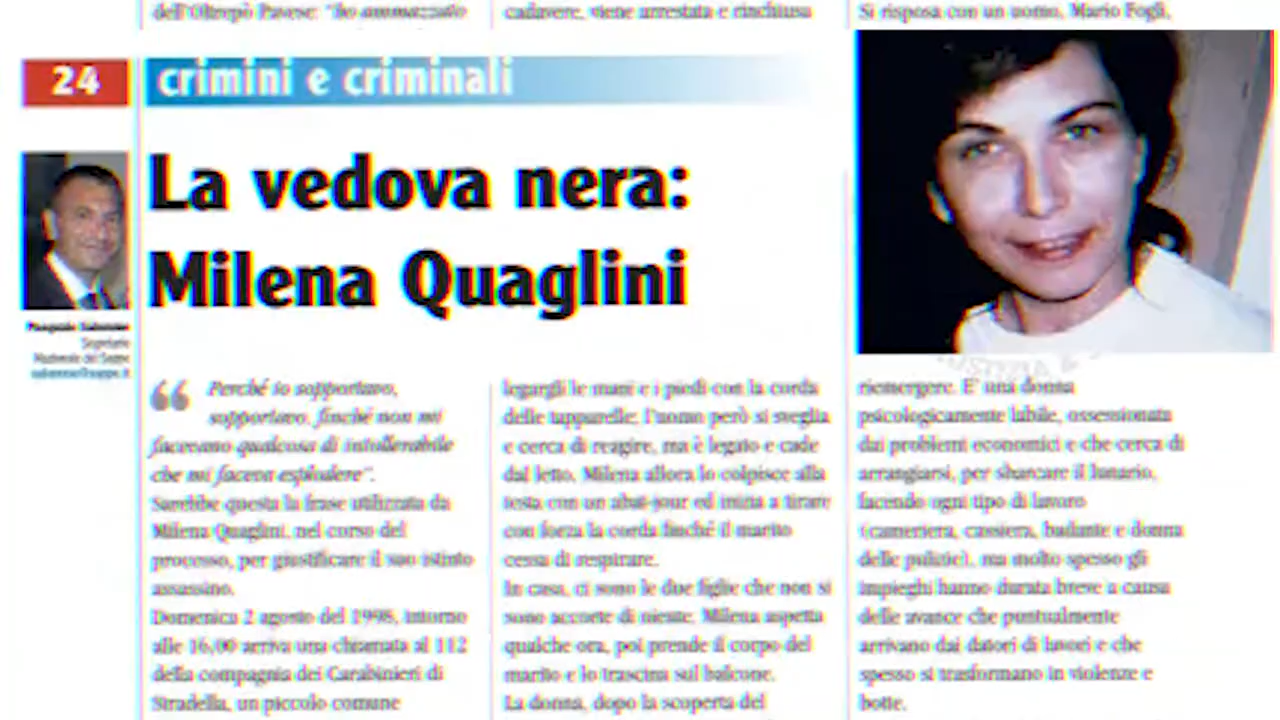 dell'Oltrepò Pavese: "ho ammazzato
cadavere, viene arrestata e rinchiusa
Si risposa con un uomo, Mario Fogli,
24
crimini e criminali
La vedova nera:
Milena Quaglini
Segretario
Nazionale del Sappe
“ Perché io sopportavo,
sopportavo, finché non mi
facevano qualcosa di intollerabile
che mi faceva esplodere".
Sarebbe questa la frase utilizzata da
Milena Quaglini, nel corso del
processo, per giustificare il suo istinto
assassino.
Domenica 2 agosto del 1998, intorno
alle 16,00 arriva una chiamata al 112
della compagnia dei Carabinieri di
Stradella, un piccolo comune
legargli le mani e i piedi con la corda
delle tapparelle, l'uomo però si sveglia
e cerca di reagire, ma è legato e cade
dal letto, Milena allora lo colpisce alla
testa con un abat-jour ed inizia a tirare
con forza la corda finché il marito
cessa di respirare.
In casa, ci sono le due figlie che non si
sono accorte di niente. Milena aspetta
qualche ora, poi prende il corpo del
marito e lo trascina sul balcone.
La donna, dopo la scoperta del
riemergere. E' una donna
psicologicamente labile, ossessionata
dai problemi economici e che cerca di
arrangiarsi, per sbarcare il lunario,
facendo ogni tipo di lavoro
(cameriera, cassiera, badante e donna
delle pulizie), ma molto spesso gli
impieghi hanno durata breve a causa
delle avance che puntualmente
arrivano dai datori di lavori e che
spesso si trasformano in violenze e
botte.